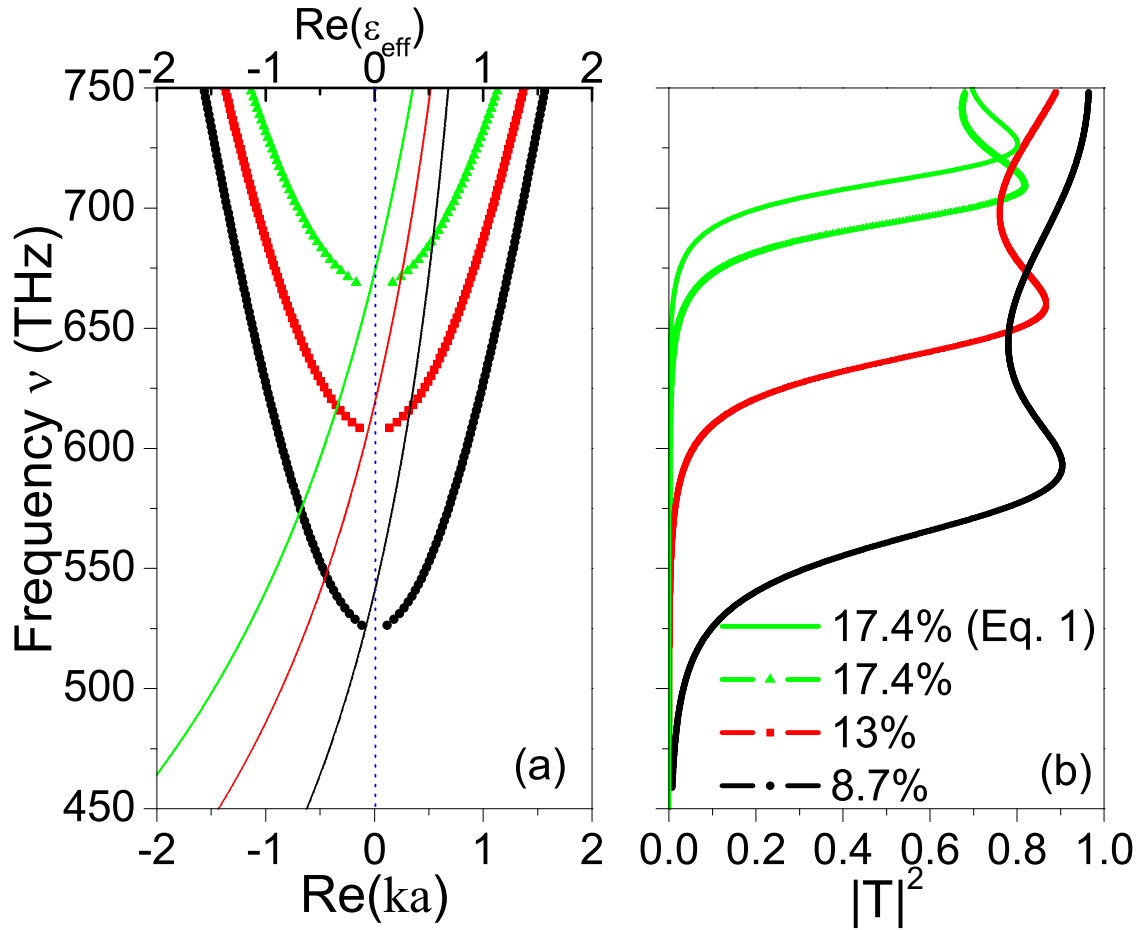 Re(εeff)
-2 -1 0 1 2
750
700
650
600
550
500
450
Frequency ν (THz)
(a)
-2 -1 0 1 2
Re(ka)
17.4% (Eq. 1)
17.4%
13%
8.7%
(b)
0.0 0.2 0.4 0.6 0.8 1.0
|T|²